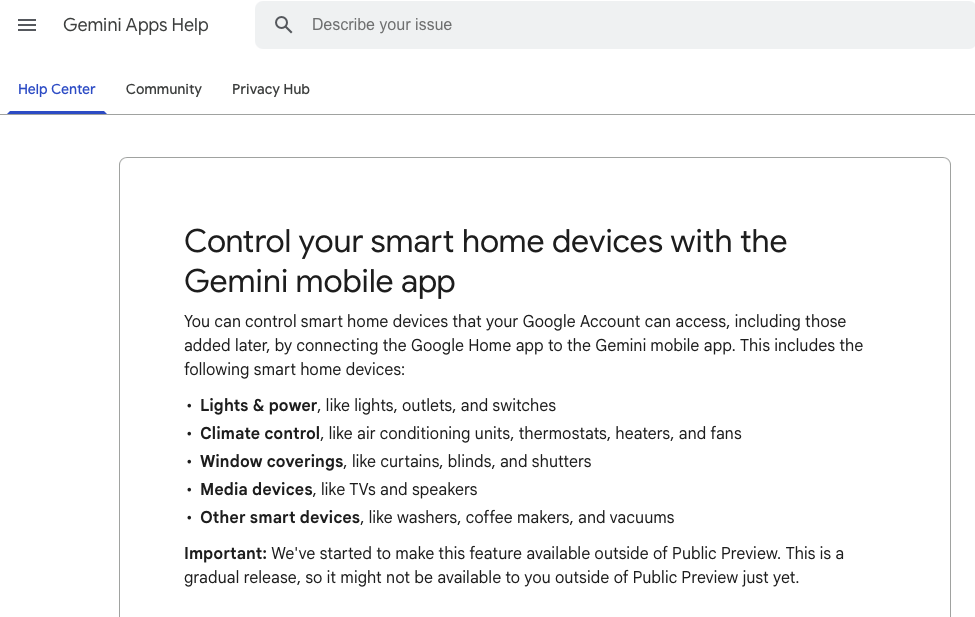 Gemini Apps Help
Describe your issue
Help Center Community Privacy Hub
Control your smart home devices with the
Gemini mobile app
You can control smart home devices that your Google Account can access, including those
added later, by connecting the Google Home app to the Gemini mobile app. This includes the
following smart home devices:
• Lights & power, like lights, outlets, and switches
• Climate control, like air conditioning units, thermostats, heaters, and fans
• Window coverings, like curtains, blinds, and shutters
• Media devices, like TVs and speakers
• Other smart devices, like washers, coffee makers, and vacuums
Important: We've started to make this feature available outside of Public Preview. This is a
gradual release, so it might not be available to you outside of Public Preview just yet.